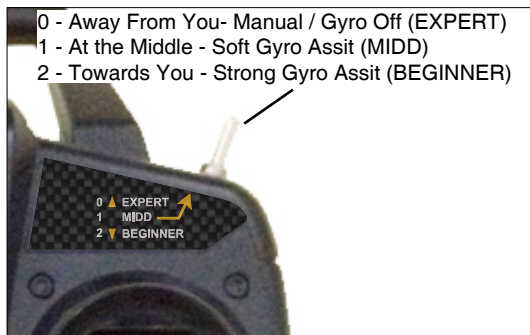 0 - Away From You- Manual / Gyro Off (EXPERT)
1 - At the Middle - Soft Gyro Assit (MIDD)
2 - Towards You - Strong Gyro Assit (BEGINNER)
0 ▲ EXPERT
1 MIDD
2 ▼ BEGINNER